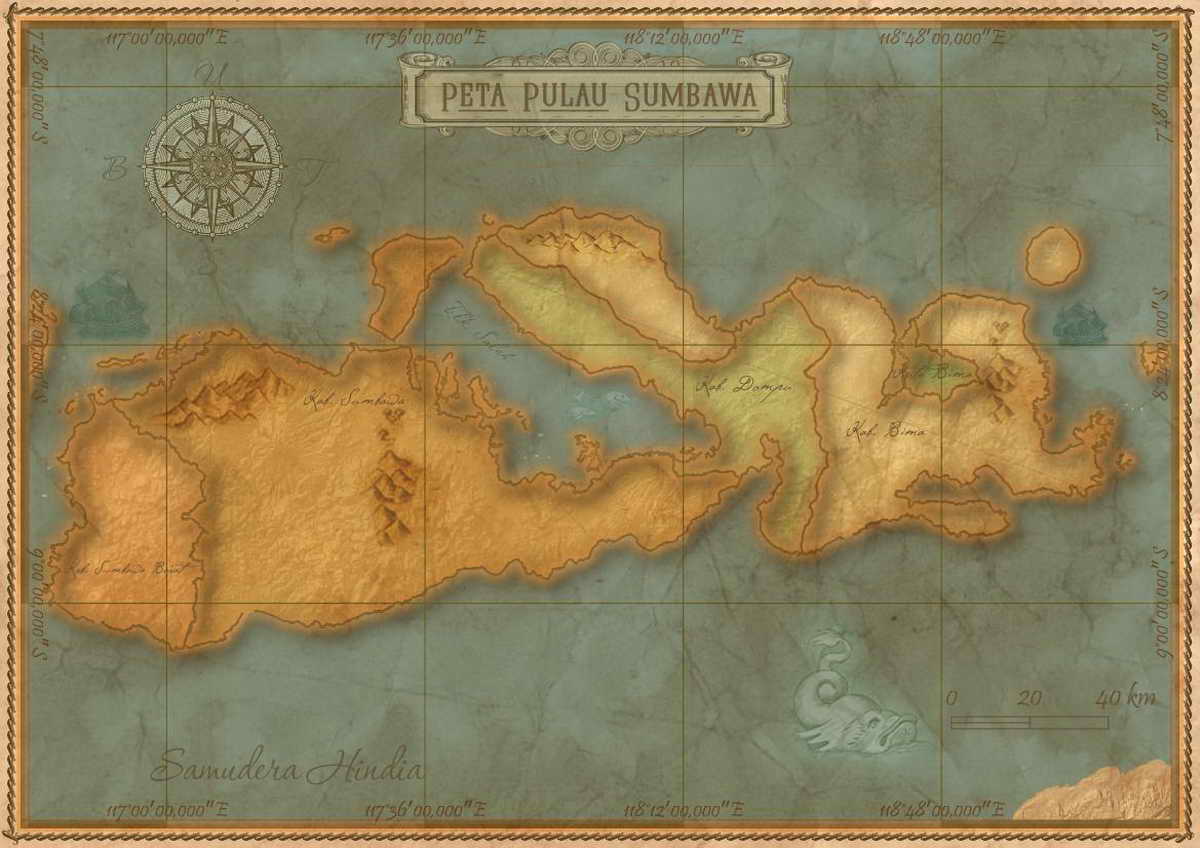 117°00'00,000"E
117°36'00,000"E
118°12'00,000"E
118°48'00,000"E
7°48'00,000"S
7°48'00,000"S
PETA PULAU SUMBAWA
U
B
T
S
8°24'00,000"S
8°24'00,000"S
Tlk Saleh
Kota Bima
Kab. Dompu
Kab. Sumbawa
Kab. Bima
9°00'00,000"S
9°00'00,000"S
Kab. Sumbawa Barat
0 20 40 km
Samudera Hindia
117°00'00,000"E
117°36'00,000"E
118°12'00,000"E
118°48'00,000"E